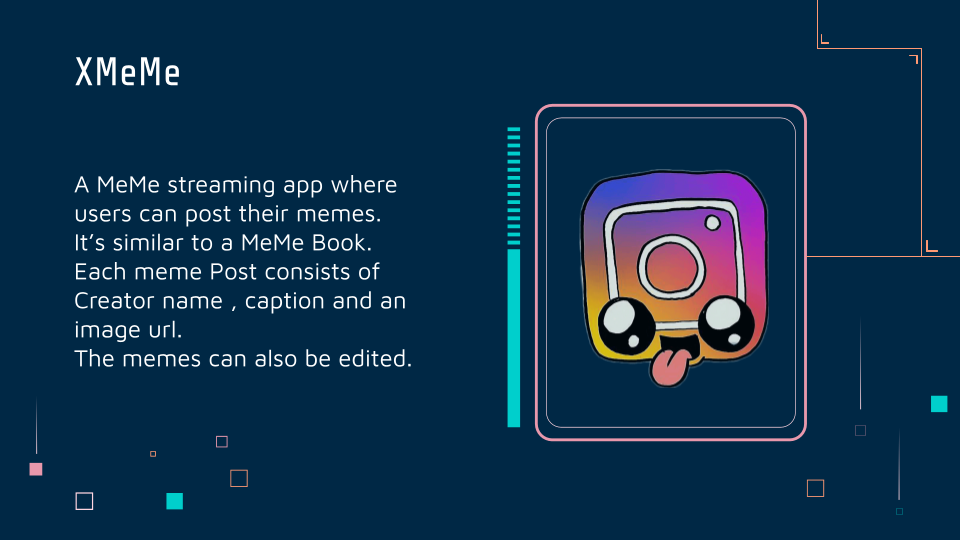 XMeMe
A MeMe streaming app where
users can post their memes.
It’s similar to a MeMe Book.
Each meme Post consists of
Creator name , caption and an
image url.
The memes can also be edited.